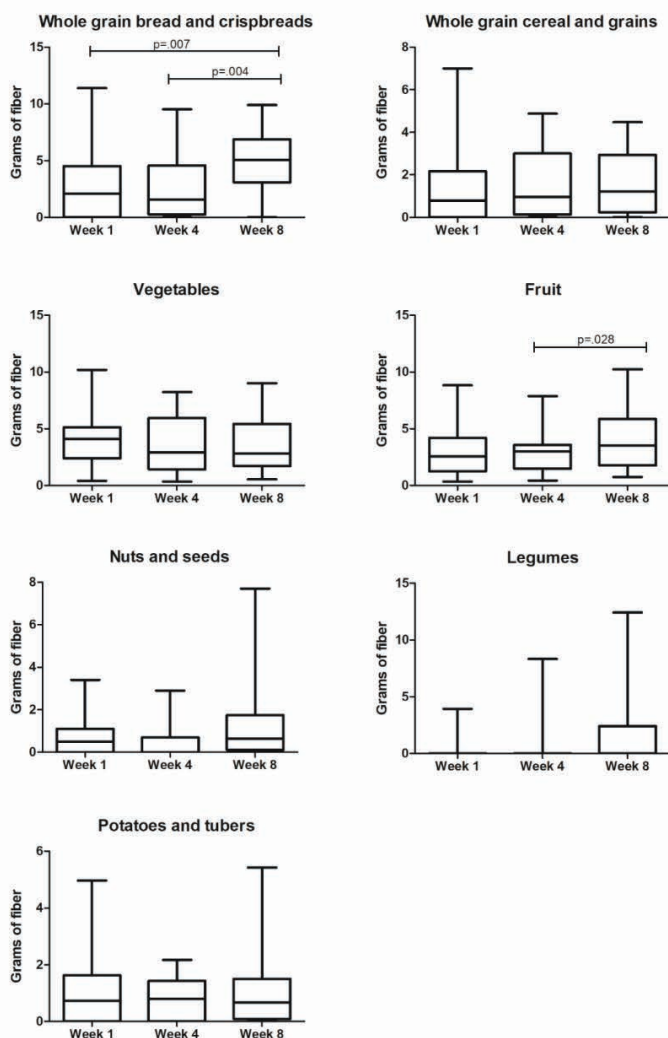 Whole grain bread and crispbreads
15
10
5
0
Grams of fiber
p=.007
p=.004
Week 1 Week 4 Week 8
Whole grain cereal and grains
8
6
4
2
0
Grams of fiber
Week 1 Week 4 Week 8
Vegetables
15
10
5
0
Grams of fiber
Week 1 Week 4 Week 8
Fruit
15
10
5
0
Grams of fiber
p=.028
Week 1 Week 4 Week 8
Nuts and seeds
8
6
4
2
0
Grams of fiber
Week 1 Week 4 Week 8
Legumes
15
10
5
0
Grams of fiber
Week 1 Week 4 Week 8
Potatoes and tubers
6
4
2
0
Grams of fiber
Week 1 Week 4 Week 8